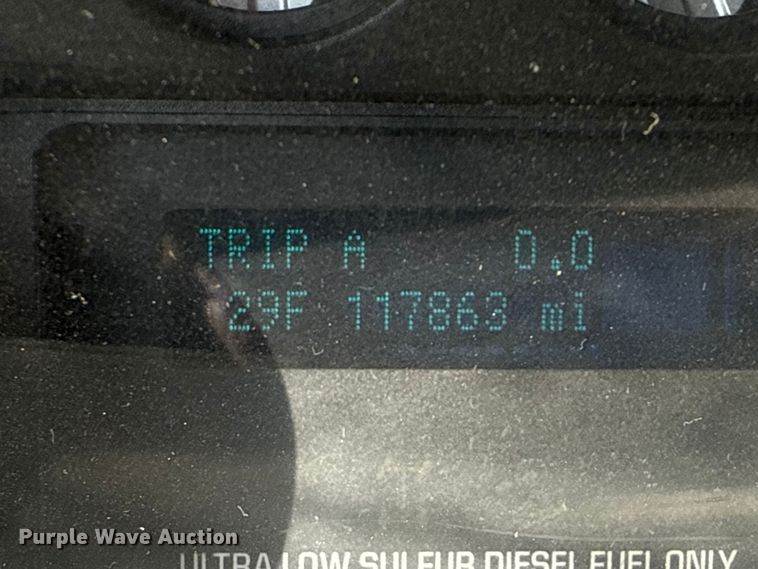 TRIP A 0.0
29F 117863 mi
Purple Wave Auction
ULTRA LOW SULFUR DIESEL FUEL ONLY